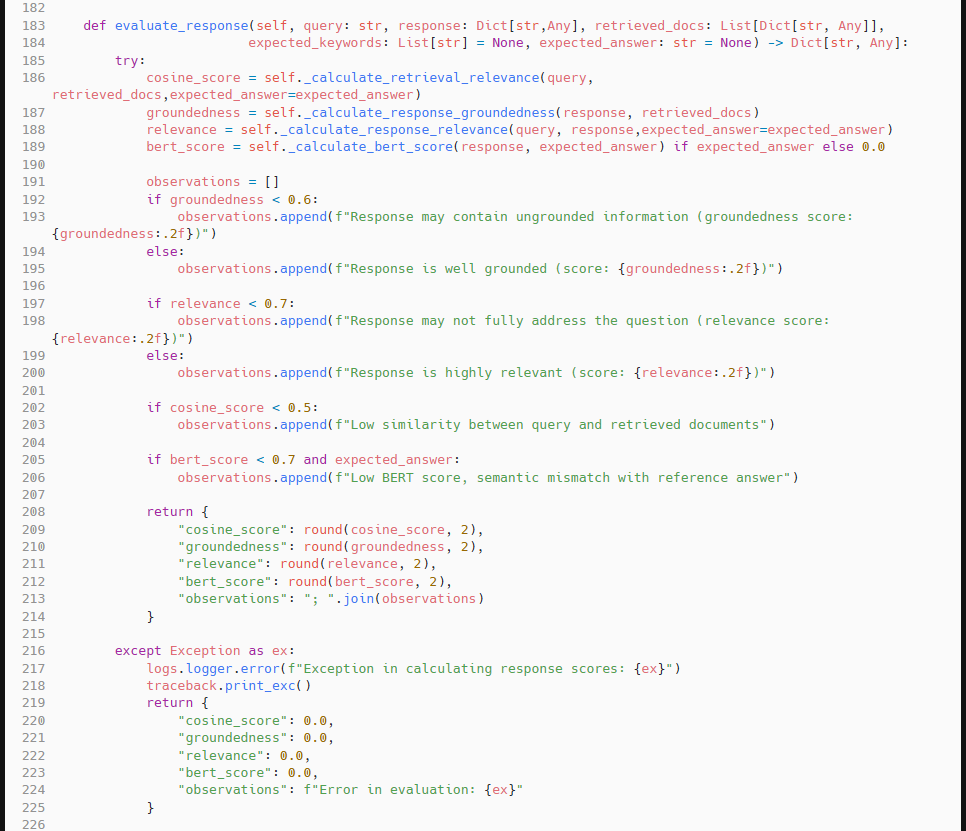 182
183     def evaluate_response(self, query: str, response: Dict[str,Any], retrieved_docs: List[Dict[str, Any]],
184                          expected_keywords: List[str] = None, expected_answer: str = None) -> Dict[str, Any]:
185         try:
186             cosine_score = self._calculate_retrieval_relevance(query,
retrieved_docs,expected_answer=expected_answer)
187             groundedness = self._calculate_response_groundedness(response, retrieved_docs)
188             relevance = self._calculate_response_relevance(query, response,expected_answer=expected_answer)
189             bert_score = self._calculate_bert_score(response, expected_answer) if expected_answer else 0.0
190
191             observations = []
192             if groundedness < 0.6:
193                 observations.append(f"Response may contain ungrounded information (groundedness score:
{groundedness:.2f})")
194             else:
195                 observations.append(f"Response is well grounded (score: {groundedness:.2f})")
196
197             if relevance < 0.7:
198                 observations.append(f"Response may not fully address the question (relevance score:
{relevance:.2f})")
199             else:
200                 observations.append(f"Response is highly relevant (score: {relevance:.2f})")
201
202             if cosine_score < 0.5:
203                 observations.append(f"Low similarity between query and retrieved documents")
204
205             if bert_score < 0.7 and expected_answer:
206                 observations.append(f"Low BERT score, semantic mismatch with reference answer")
207
208             return {
209                 "cosine_score": round(cosine_score, 2),
210                 "groundedness": round(groundedness, 2),
211                 "relevance": round(relevance, 2),
212                 "bert_score": round(bert_score, 2),
213                 "observations": "; ".join(observations)
214             }
215
216         except Exception as ex:
217             logs.logger.error(f"Exception in calculating response scores: {ex}")
218             traceback.print_exc()
219             return {
220                 "cosine_score": 0.0,
221                 "groundedness": 0.0,
222                 "relevance": 0.0,
223                 "bert_score": 0.0,
224                 "observations": f"Error in evaluation: {ex}"
225             }
226